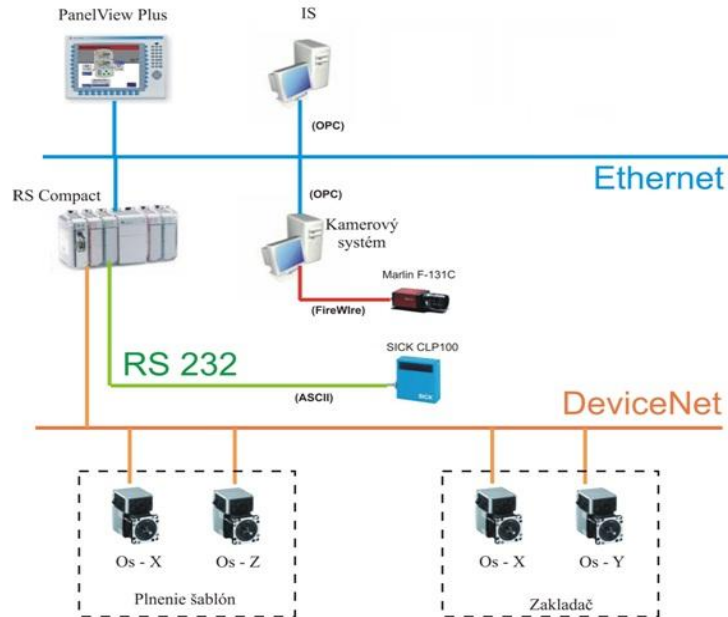 PanelView Plus
IS
(OPC)
Ethernet
(OPC)
RS Compact
Kamerový
systém
Marlin F-131C
(FireWIre)
SICK CLP100
RS 232
(ASCII)
SICK
DeviceNet
Os - X
Os - Z
Os - X
Os - Y
Plnenie šablón
Zakladač